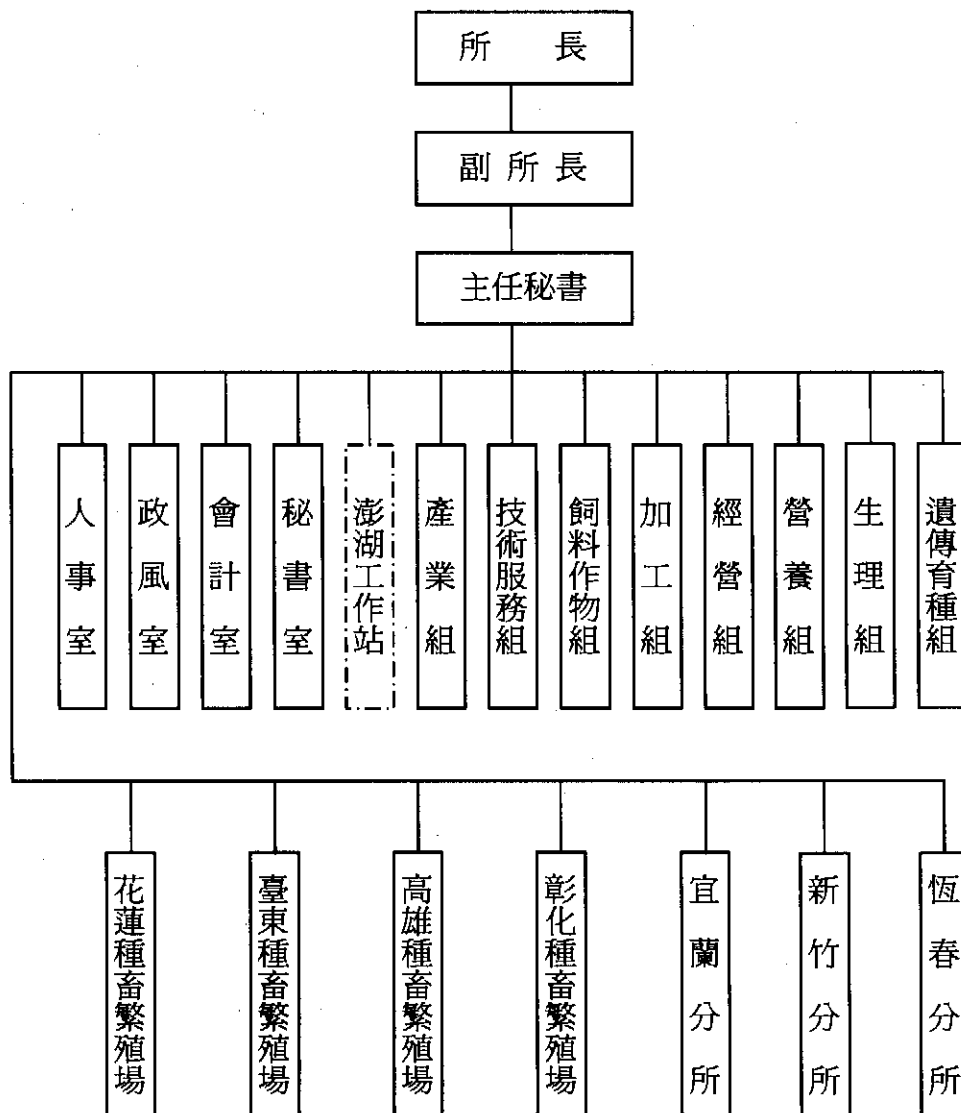 所長
副所長
主任秘書
人事室
政風室
會計室
秘書室
澎湖工作站
產業組
技術服務組
飼料作物組
加工組
經營組
營養組
生理組
遺傳育種組
花蓮種畜繁殖場
臺東種畜繁殖場
高雄種畜繁殖場
彰化種畜繁殖場
宜蘭分所
新竹分所
恆春分所